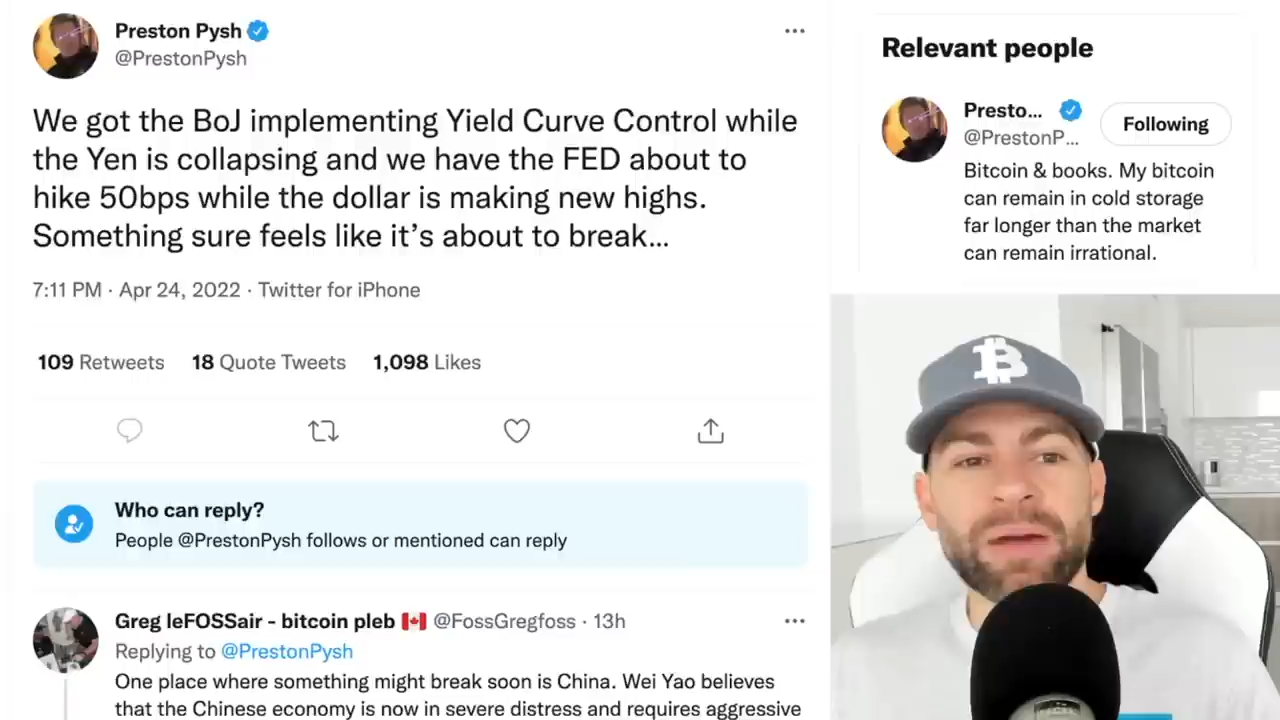 Preston Pysh
@PrestonPysh
We got the BoJ implementing Yield Curve Control while
the Yen is collapsing and we have the FED about to
hike 50bps while the dollar is making new highs.
Something sure feels like it’s about to break...
7:11 PM · Apr 24, 2022 · Twitter for iPhone
109 Retweets 18 Quote Tweets 1,098 Likes
Who can reply?
People @PrestonPysh follows or mentioned can reply
Greg leFOSSair - bitcoin pleb 🇨🇦 @FossGregfoss · 13h
Replying to @PrestonPysh
One place where something might break soon is China. Wei Yao believes
that the Chinese economy is now in severe distress and requires aggressive
Relevant people
Presto...
Following
@PrestonP...
Bitcoin & books. My bitcoin
can remain in cold storage
far longer than the market
can remain irrational.